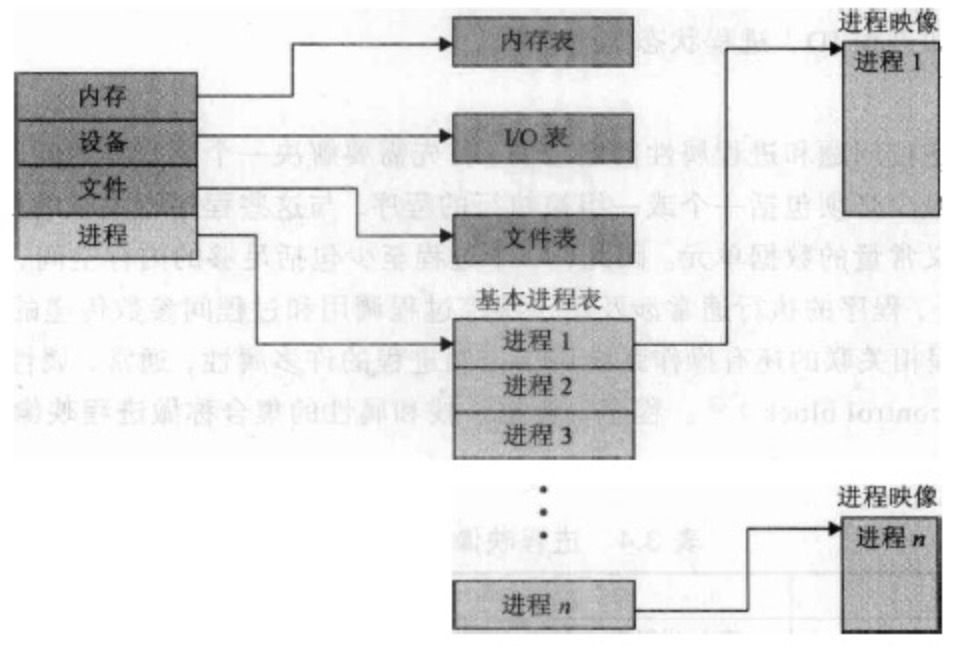 进程映像
内存表
进程 1
内存
设备
I/O 表
文件
进程
文件表
基本进程表
进程 1
进程 2
进程 3
进程映像
进程 n
进程 n